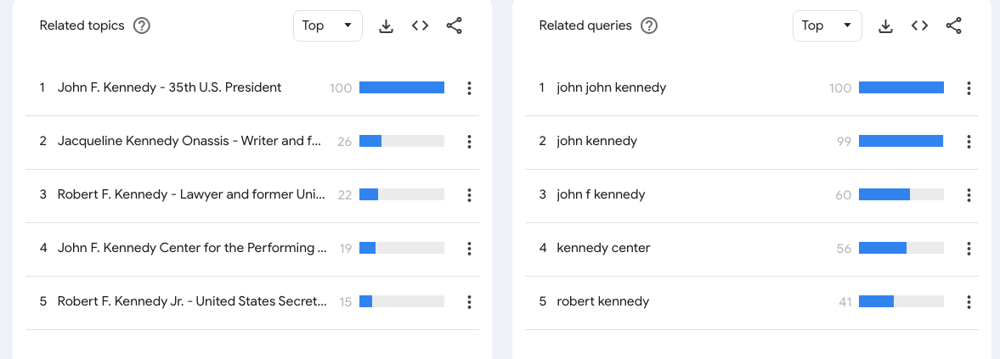 Related topics
Top
1 John F. Kennedy - 35th U.S. President 100
2 Jacqueline Kennedy Onassis - Writer and f... 26
3 Robert F. Kennedy - Lawyer and former Uni... 22
4 John F. Kennedy Center for the Performing ... 19
5 Robert F. Kennedy Jr. - United States Secret... 15
Related queries
Top
1 john john kennedy 100
2 john kennedy 99
3 john f kennedy 60
4 kennedy center 56
5 robert kennedy 41